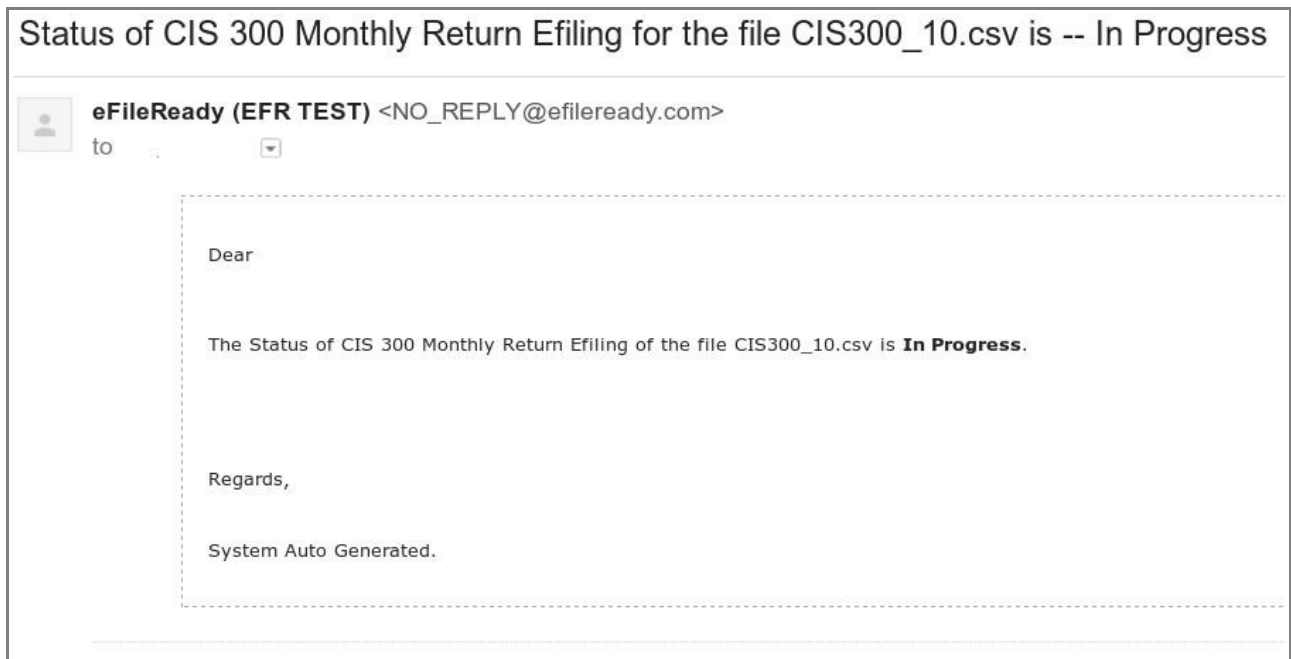 Status of CIS 300 Monthly Return Efiling for the file CIS300_10.csv is -- In Progress
eFileReady (EFR TEST) <NO_REPLY@efileready.com>
to
Dear
The Status of CIS 300 Monthly Return Efiling of the file CIS300_10.csv is In Progress.
Regards,
System Auto Generated.